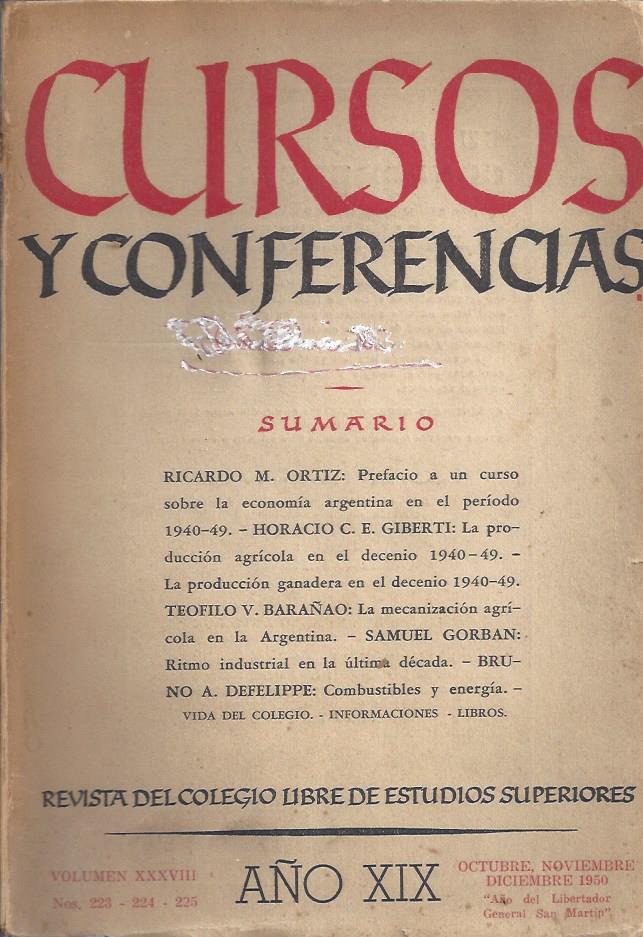 CURSOS
Y CONFERENCIAS
SUMARIO
RICARDO M. ORTIZ: Prefacio a un curso
sobre la economía argentina en el período
1940-49. – HORACIO C. E. GIBERTI: La pro-
ducción agrícola en el decenio 1940-49. –
La producción ganadera en el decenio 1940-49.
TEOFILO V. BARAÑAO: La mecanización agrí-
cola en la Argentina. – SAMUEL GORBAN:
Ritmo industrial en la última década. – BRU-
NO A. DEFELIPPE: Combustibles y energía. –
VIDA DEL COLEGIO. - INFORMACIONES - LIBROS.
REVISTA DEL COLEGIO LIBRE DE ESTUDIOS SUPERIORES
VOLUMEN XXXVIII
Nos. 223 - 224 - 225
AÑO XIX
OCTUBRE, NOVIEMBRE
DICIEMBRE 1950
"Año del Libertador
General San Martín"